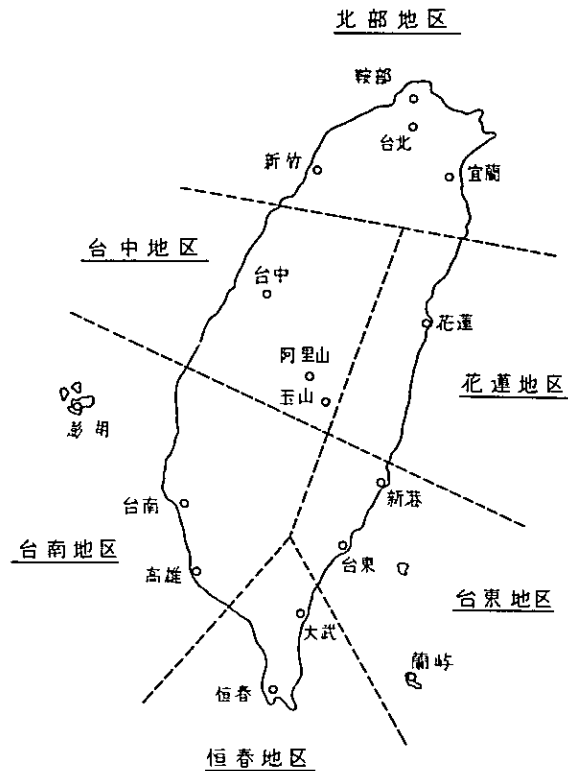 北部地区
鞍部
台北
新竹
宜蘭
台中地区
台中
花蓮
阿里山
玉山
花蓮地区
澎湖
新港
台南
台南地区
台東
高雄
台東地区
大武
蘭屿
恒春
恒春地区